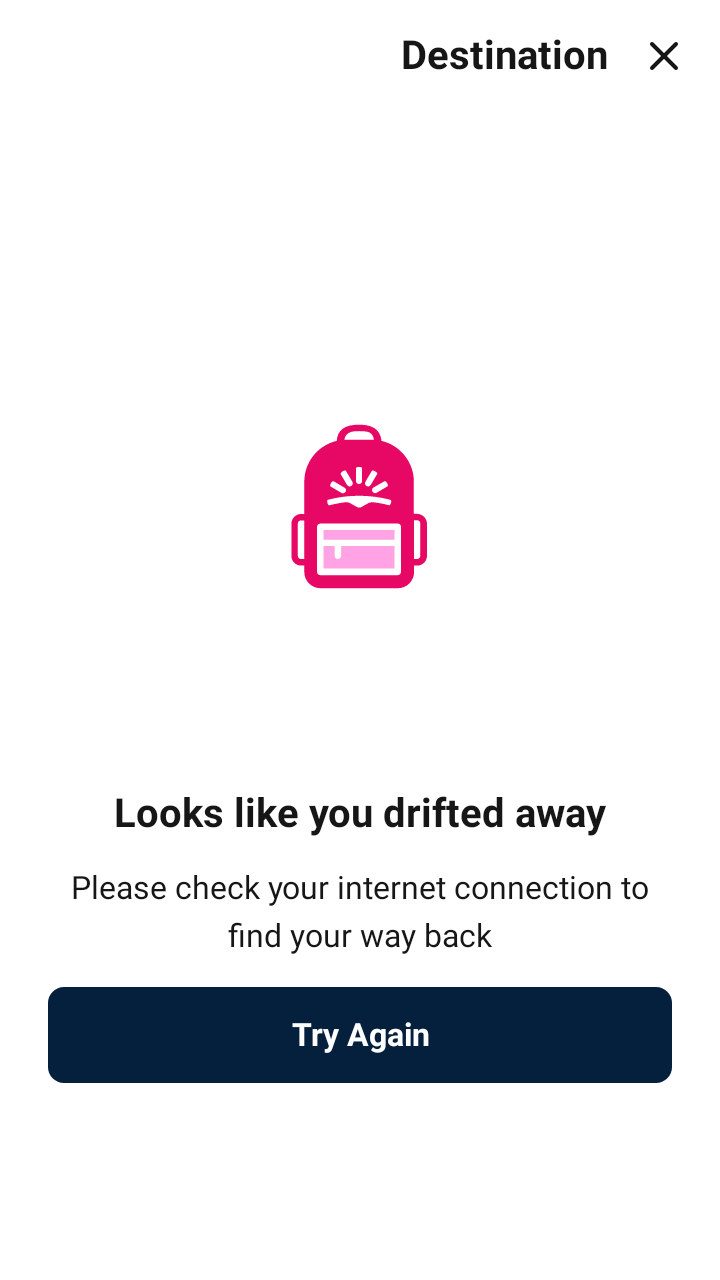 Destination
Looks like you drifted away
Please check your internet connection to
find your way back
Try Again